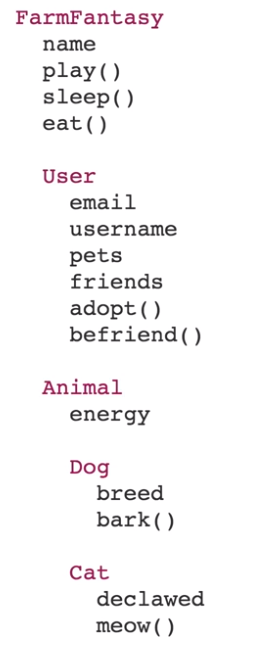 FarmFantasy
name
play()
sleep()
eat()
User
email
username
pets
friends
adopt()
befriend()
Animal
energy
Dog
breed
bark()
Cat
declawed
meow()